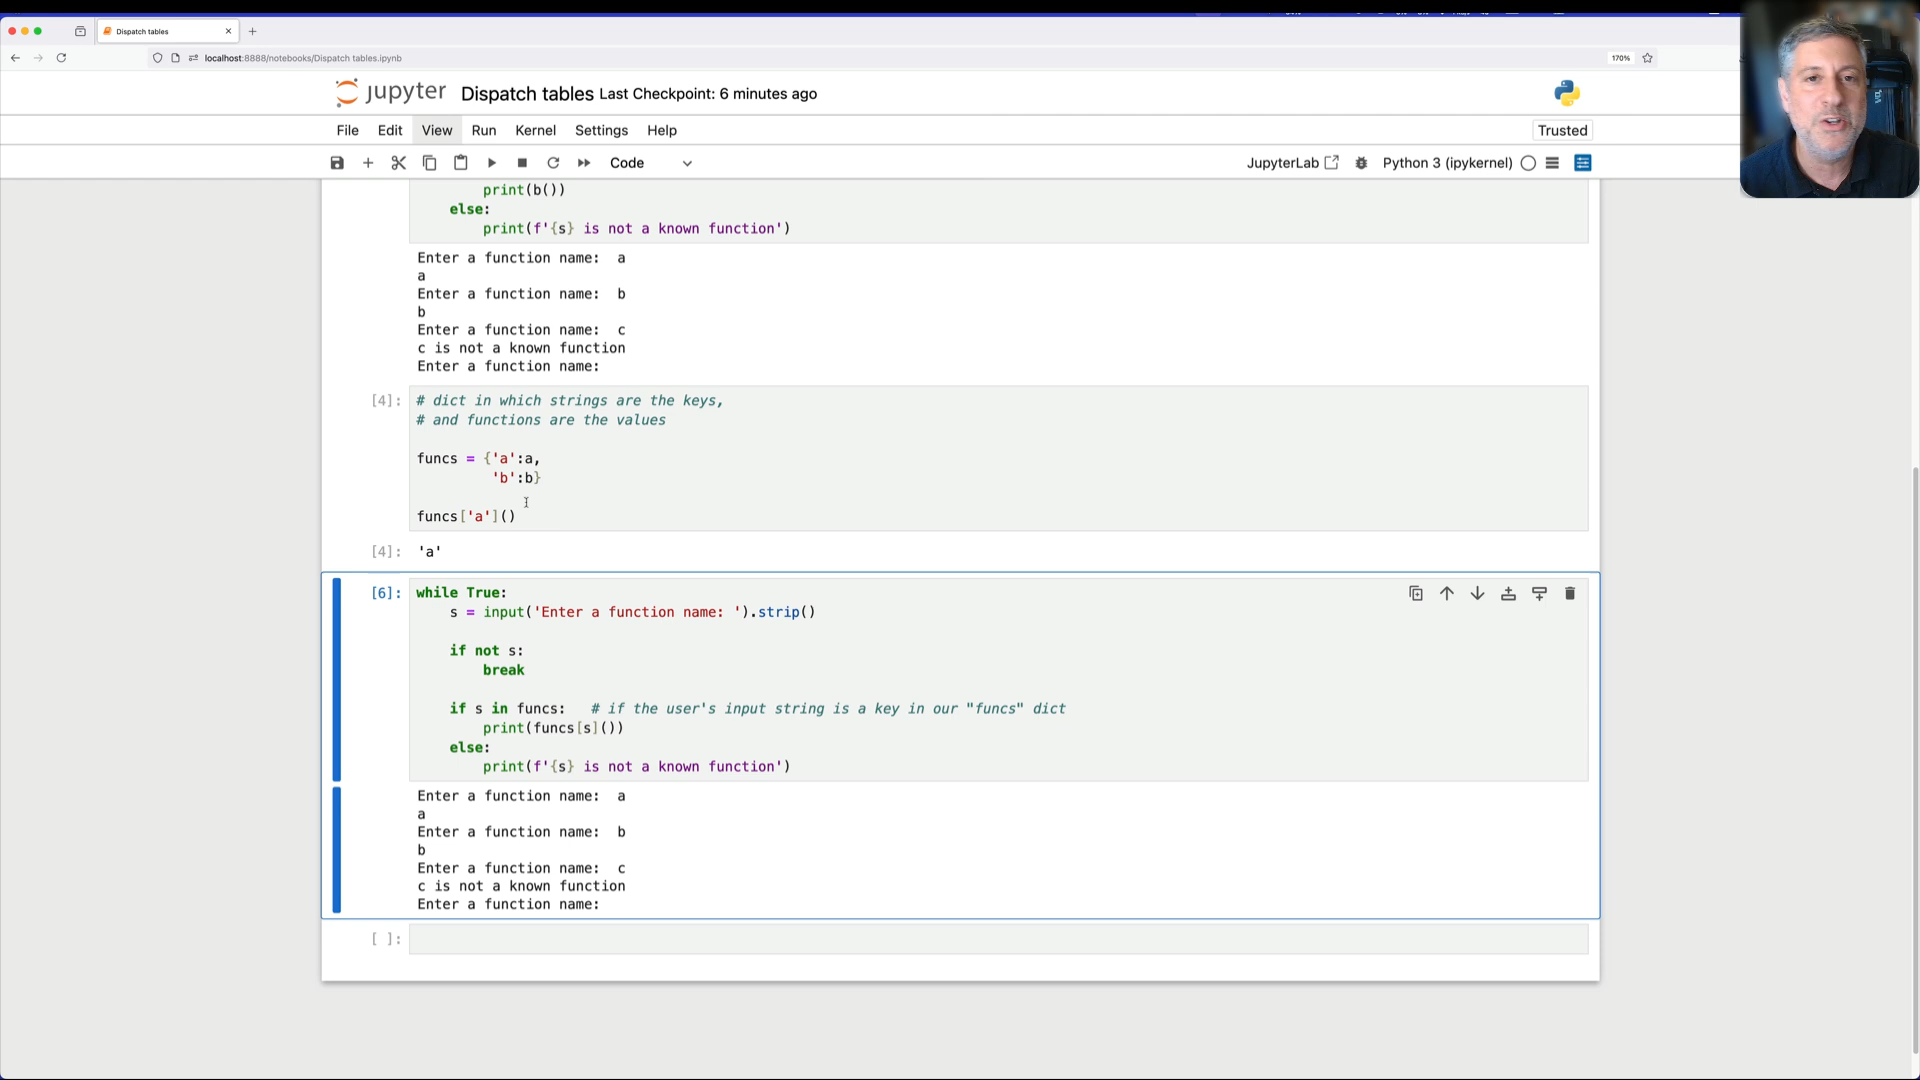 Dispatch tables
localhost:8888/notebooks/Dispatch tables.ipynb
170%
jupyter Dispatch tables Last Checkpoint: 6 minutes ago
File Edit View Run Kernel Settings Help
Trusted
Code
JupyterLab
Python 3 (ipykernel)
print(b())
else:
print(f'{s} is not a known function')
Enter a function name:  a
a
Enter a function name:  b
b
Enter a function name:  c
c is not a known function
Enter a function name:
[4]: # dict in which strings are the keys,
# and functions are the values
funcs = {'a':a,
'b':b}
funcs['a']()
[4]: 'a'
[6]: while True:
s = input('Enter a function name: ').strip()
if not s:
break
if s in funcs:   # if the user's input string is a key in our "funcs" dict
print(funcs[s]())
else:
print(f'{s} is not a known function')
Enter a function name:  a
a
Enter a function name:  b
b
Enter a function name:  c
c is not a known function
Enter a function name:
[ ]: